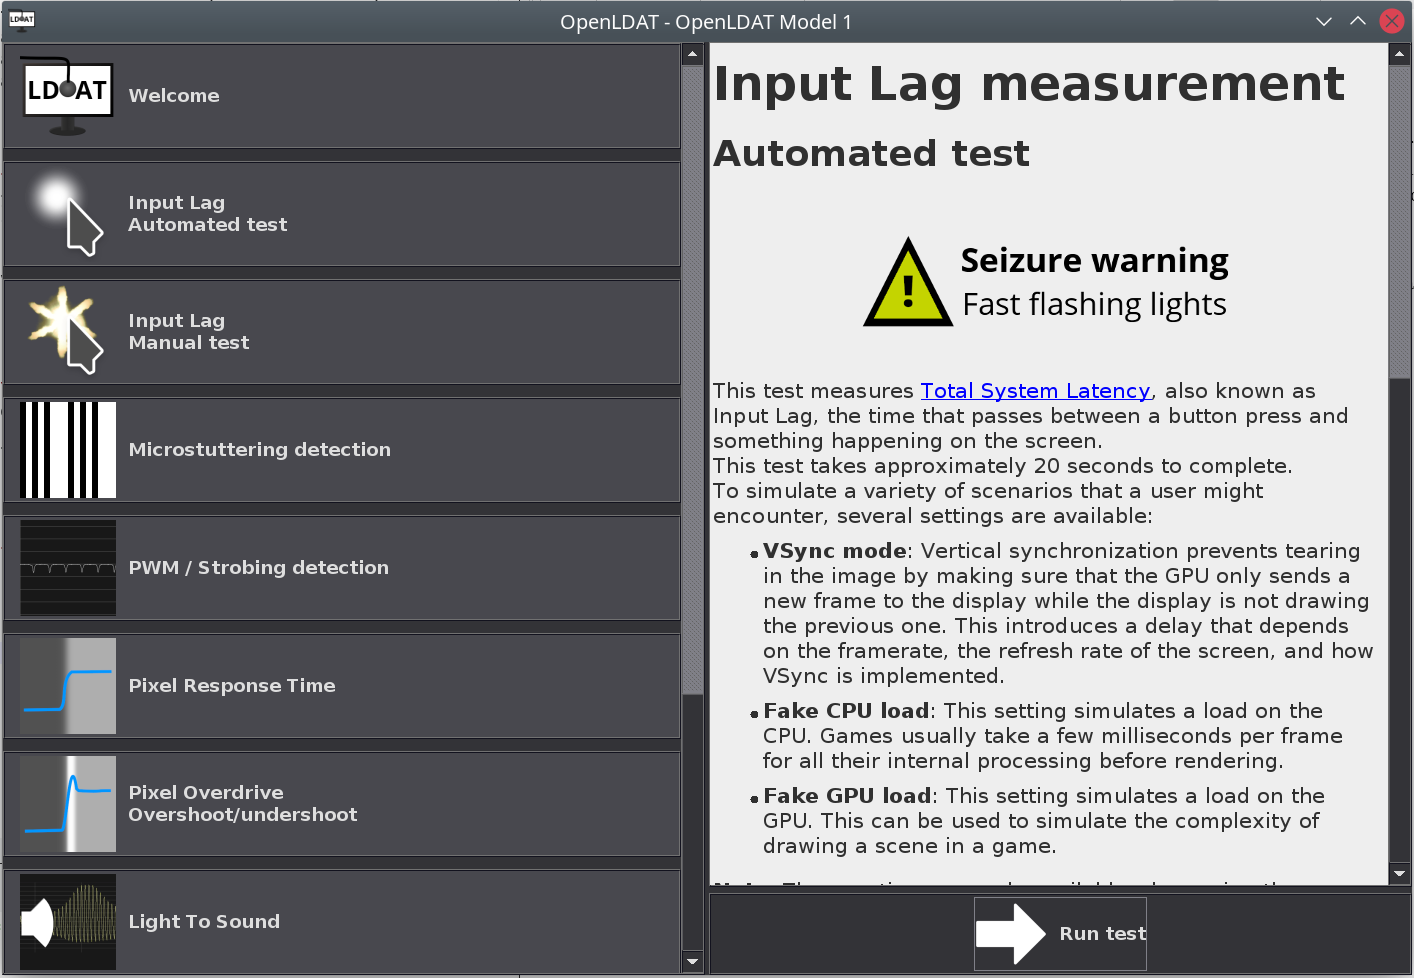 OpenLDAT - OpenLDAT Model 1
LDAT
Welcome
Input Lag
Automated test
Input Lag
Manual test
Microstuttering detection
PWM / Strobing detection
Pixel Response Time
Pixel Overdrive
Overshoot/undershoot
Light To Sound
Input Lag measurement
Automated test
Seizure warning
Fast flashing lights
This test measures Total System Latency, also known as
Input Lag, the time that passes between a button press and
something happening on the screen.
This test takes approximately 20 seconds to complete.
To simulate a variety of scenarios that a user might
encounter, several settings are available:
VSync mode: Vertical synchronization prevents tearing
in the image by making sure that the GPU only sends a
new frame to the display while the display is not drawing
the previous one. This introduces a delay that depends
on the framerate, the refresh rate of the screen, and how
VSync is implemented.
Fake CPU load: This setting simulates a load on the
CPU. Games usually take a few milliseconds per frame
for all their internal processing before rendering.
Fake GPU load: This setting simulates a load on the
GPU. This can be used to simulate the complexity of
drawing a scene in a game.
Run test